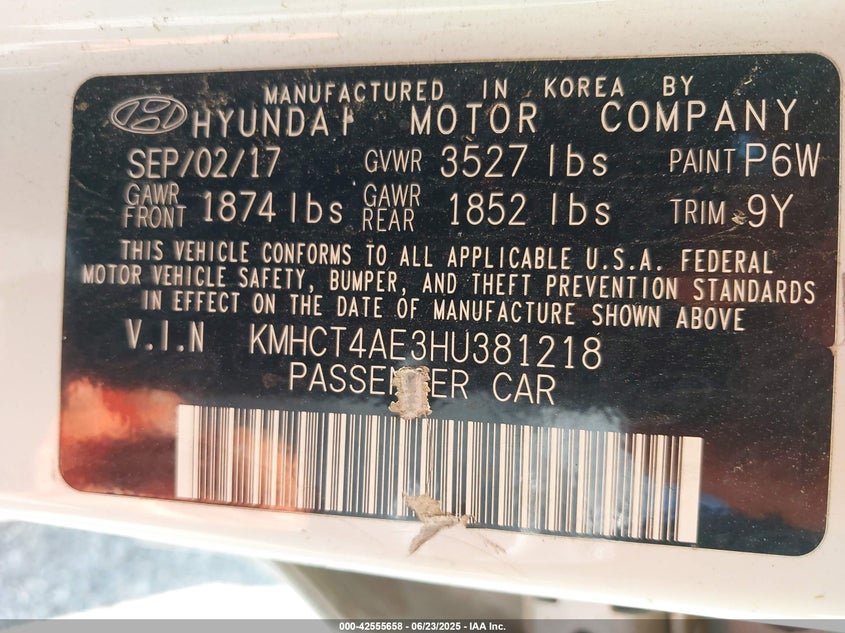 MANUFACTURED IN KOREA BY
HYUNDAI MOTOR COMPANY
SEP/02/17 GVWR 3527 lbs PAINT P6W
GAWR FRONT 1874 lbs GAWR REAR 1852 lbs TRIM 9Y
THIS VEHICLE CONFORMS TO ALL APPLICABLE U.S.A. FEDERAL
MOTOR VEHICLE SAFETY, BUMPER, AND THEFT PREVENTION STANDARDS
IN EFFECT ON THE DATE OF MANUFACTURE SHOWN ABOVE
V.I.N KMHCT4AE3HU381218
CAR
000-42555658 - 06/23/2025 - IAA Inc.